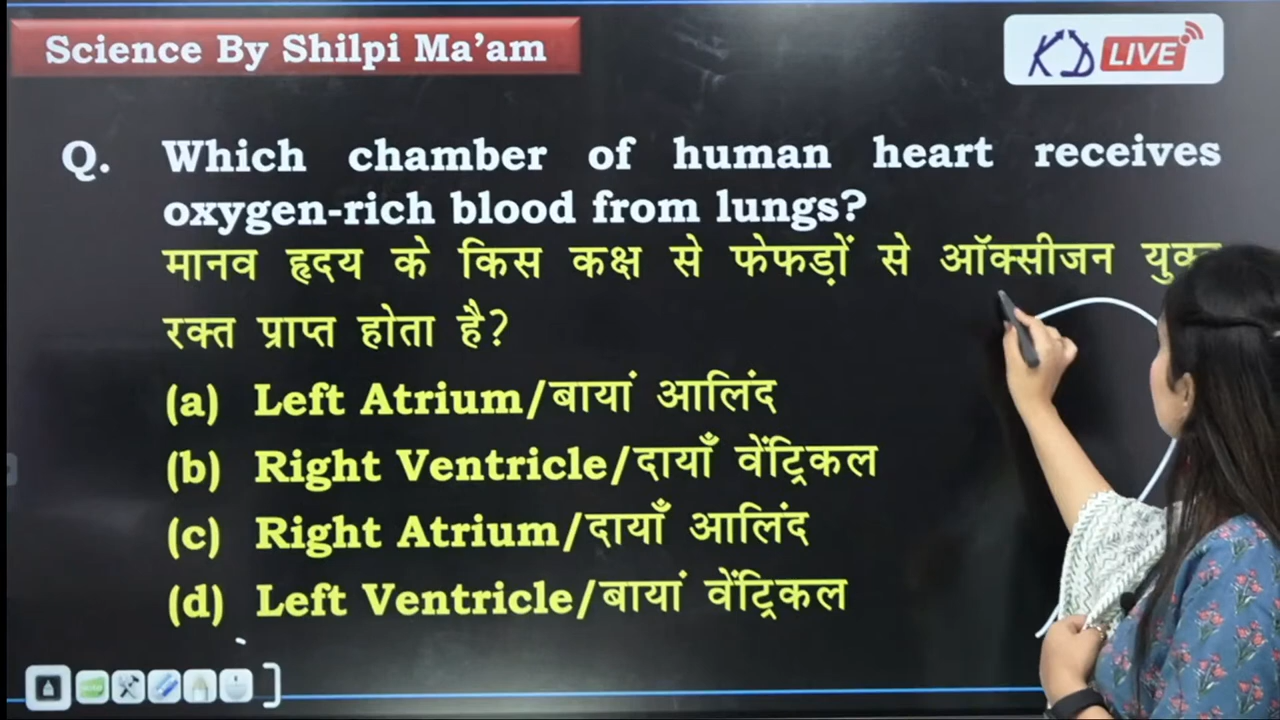 Science By Shilpi Ma’am
KD LIVE
Q. Which chamber of human heart receives
oxygen-rich blood from lungs?
मानव हृदय के किस कक्ष से फेफड़ों से ऑक्सीजन
रक्त प्राप्त होता है?
(a) Left Atrium/बायां आलिंद
(b) Right Ventricle/दायाँ वेंट्रिकल
(c) Right Atrium/दायाँ आलिंद
(d) Left Ventricle/बायां वेंट्रिकल